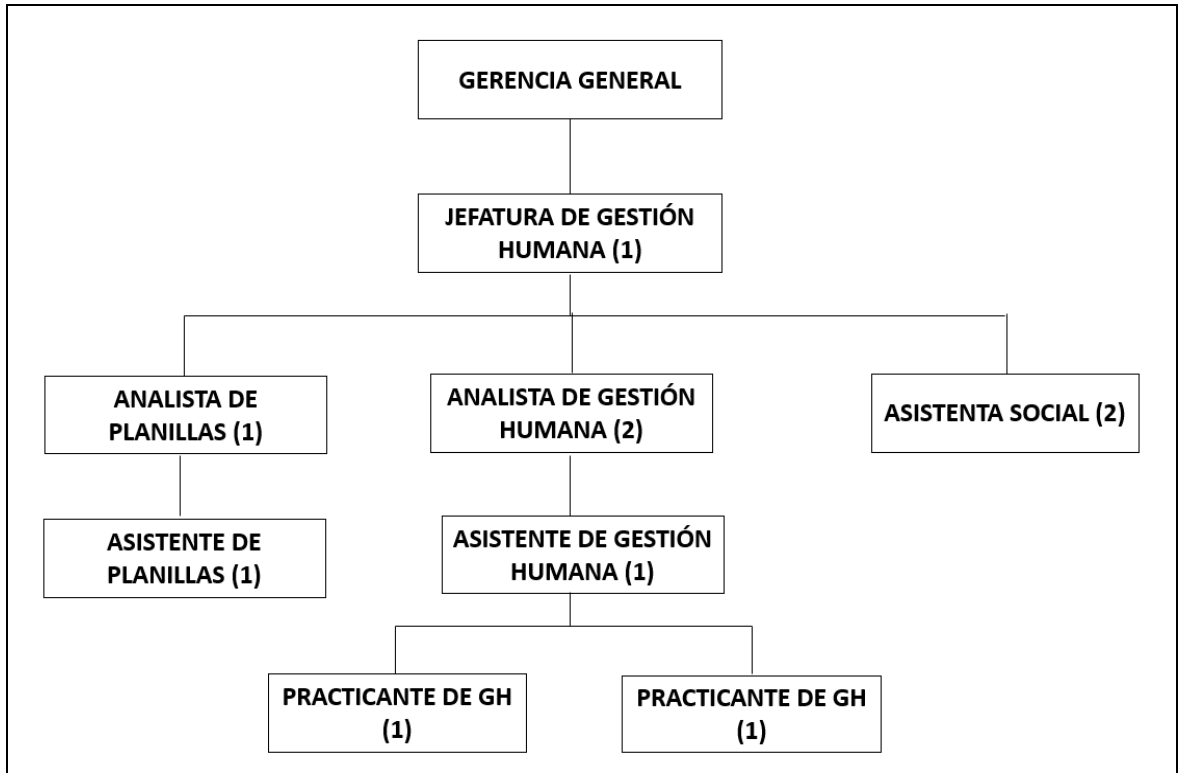 GERENCIA GENERAL
JEFATURA DE GESTIÓN
HUMANA (1)
ANALISTA DE
PLANILLAS (1)
ANALISTA DE GESTIÓN
HUMANA (2)
ASISTENTA SOCIAL (2)
ASISTENTE DE
PLANILLAS (1)
ASISTENTE DE GESTIÓN
HUMANA (1)
PRACTICANTE DE GH
(1)
PRACTICANTE DE GH
(1)